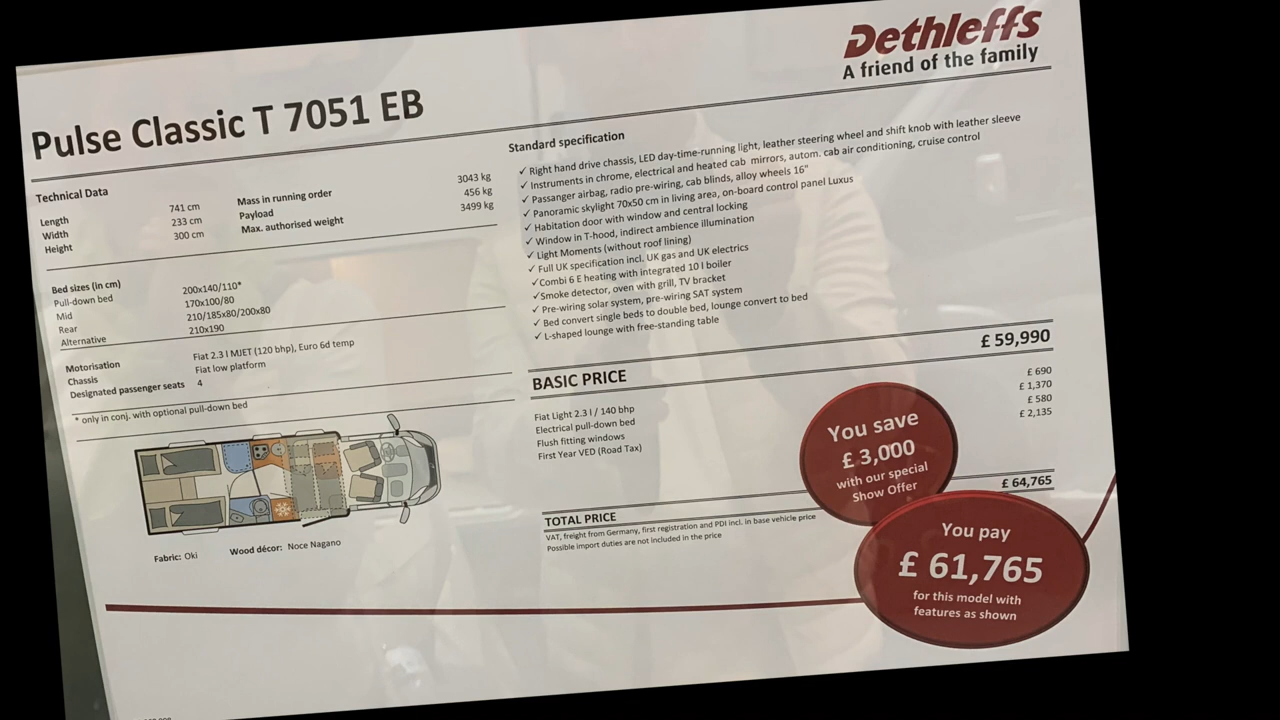 Dethleffs
A friend of the family
Pulse Classic T 7051 EB
Technical Data
Length 741 cm
Width 233 cm
Height 300 cm
Mass in running order 3043 kg
Payload 456 kg
Max. authorised weight 3499 kg
Bed sizes (in cm)
Pull-down bed 200x140/110*
Mid 170x100/80
Rear 210/185x80/200x80
Alternative 210x190
Motorisation Fiat 2.3 l MJET (120 bhp), Euro 6d temp
Chassis Fiat low platform
Designated passenger seats 4
* only in conj. with optional pull-down bed
Fabric: Oki Wood décor: Noce Nagano
Standard specification
✓ Right hand drive chassis, LED day-time-running light, leather steering wheel and shift knob with leather sleeve
✓ Instruments in chrome, electrical and heated cab mirrors, autom. cab air conditioning, cruise control
✓ Passanger airbag, radio pre-wiring, cab blinds, alloy wheels 16"
✓ Panoramic skylight 70x50 cm in living area, on-board control panel Luxus
✓ Habitation door with window and central locking
✓ Window in T-hood, indirect ambience illumination
✓ Light Moments (without roof lining)
✓ Full UK specification incl. UK gas and UK electrics
✓ Combi 6 E heating with integrated 10 l boiler
✓ Smoke detector, oven with grill, TV bracket
✓ Pre-wiring solar system, pre-wiring SAT system
✓ Bed convert single beds to double bed, lounge convert to bed
✓ L-shaped lounge with free-standing table
BASIC PRICE £ 59,990
Fiat Light 2.3 l / 140 bhp £ 690
Electrical pull-down bed £ 1,370
Flush fitting windows £ 580
First Year VED (Road Tax) £ 2,135
You save
£ 3,000
with our special
Show Offer
TOTAL PRICE £ 64,765
VAT, freight from Germany, first registration and PDI incl. in base vehicle price
Possible import duties are not included in the price
You pay
£ 61,765
for this model with
features as shown